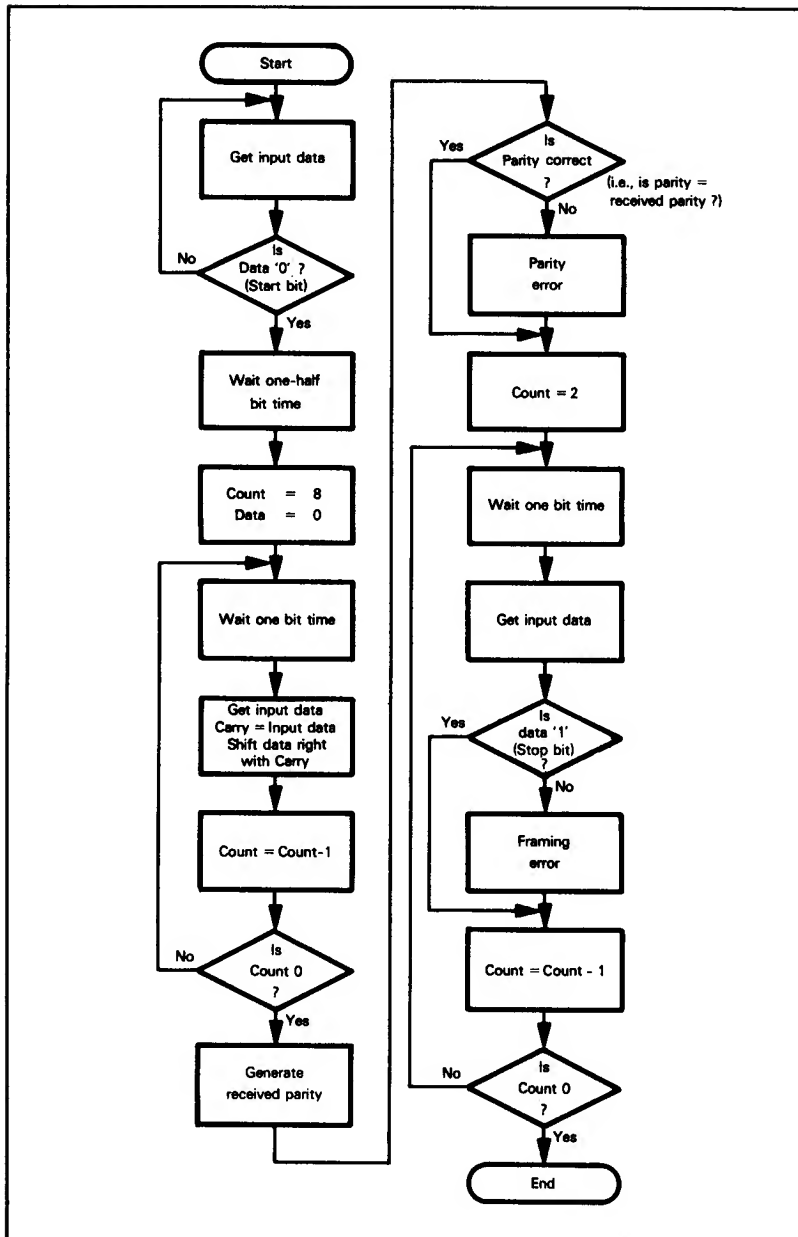 Start
Get input data
Is
Data '0' ?
(Start bit)
No
Yes
Wait one-half
bit time
Count = 8
Data = 0
Wait one bit time
Get input data
Carry = Input data
Shift data right
with Carry
Count = Count-1
Is
Count 0
?
No
Yes
Generate
received parity
Is
Parity correct
?
Yes
(i.e., is parity =
received parity ?)
No
Parity
error
Count = 2
Wait one bit time
Get input data
Is
data '1'
(Stop bit)
?
Yes
No
Framing
error
Count = Count - 1
Is
Count 0
?
No
Yes
End